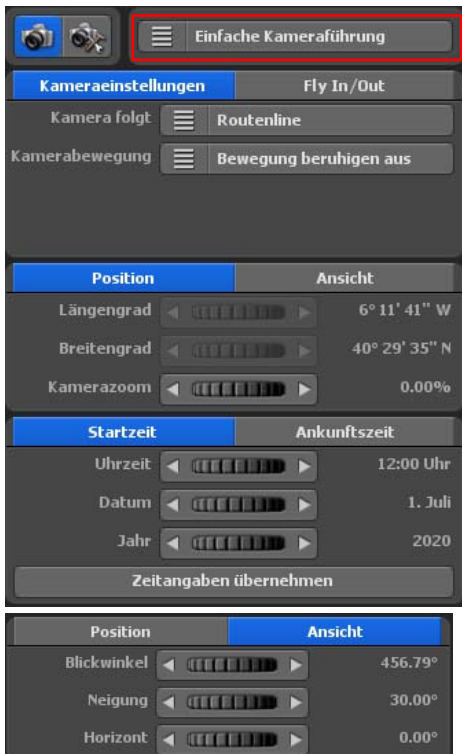 Einfache Kameraführung
Kameraeinstellungen Fly In/Out
Kamera folgt Routenline
Kamerabewegung Bewegung beruhigen aus
Position Ansicht
Längengrad 6° 11' 41" W
Breitengrad 40° 29' 35" N
Kamerazoom 0.00%
Startzeit Ankunftszeit
Uhrzeit 12:00 Uhr
Datum 1. Juli
Jahr 2020
Zeitangaben übernehmen
Position Ansicht
Blickwinkel 456.79°
Neigung 30.00°
Horizont 0.00°